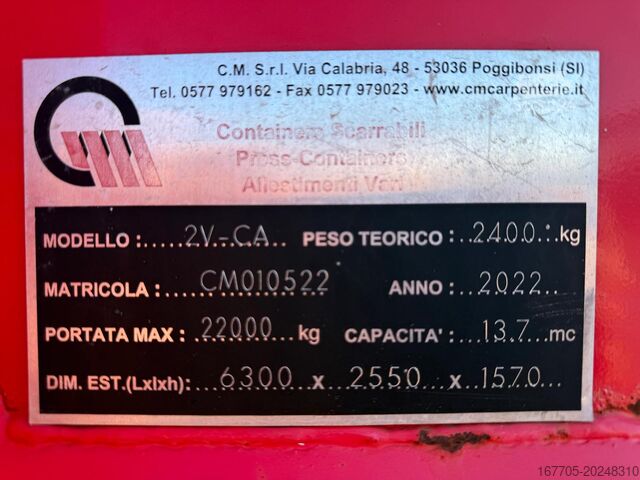 C.M. S.r.l. Via Calabria, 48 - 53036 Poggibonsi (SI)
Tel. 0577 979162 - Fax 0577 979023 - www.cmcarpenterie.it
Containers Scarrabili
Press-Containers
Allestimenti Vari
MODELLO :.....2V-CA.. PESO TEORICO :.2400: kg
MATRICOLA :......CM010522 ANNO :..2022....
PORTATA MAX :.22000.. kg CAPACITA' :...13.7.. mc
DIM. EST.(Lxlxh):..6300.. x ..2550.. x ..1570..
167705-20248310